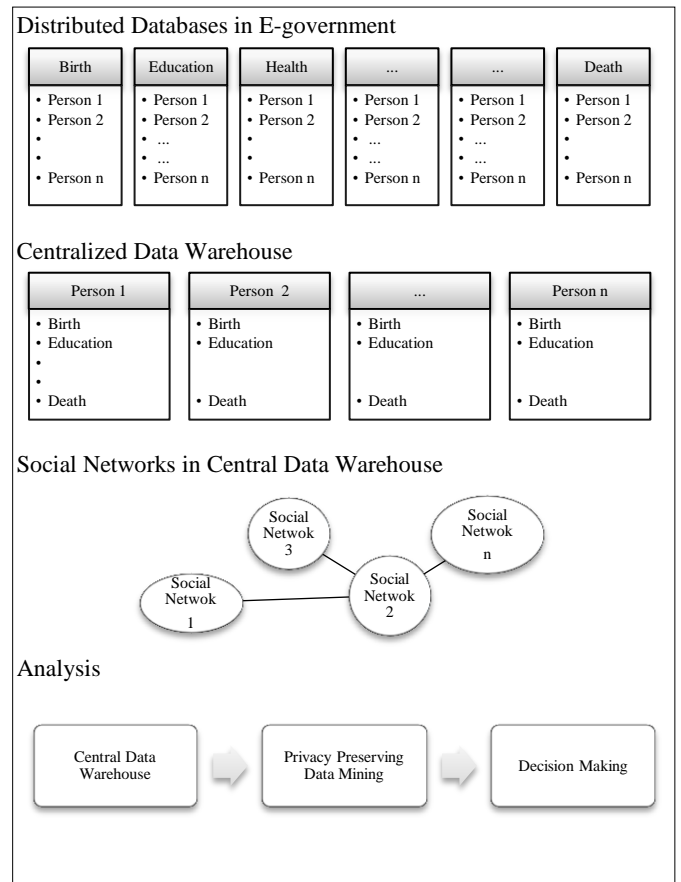 Distributed Databases in E-government
Birth
• Person 1
• Person 2
•
•
• Person n
Education
• Person 1
• Person 2
• ...
• ...
• Person n
Health
• Person 1
• Person 2
•
•
• Person n
...
• Person 1
• Person 2
• ...
• ...
• Person n
...
• Person 1
• Person 2
• ...
• ...
• Person n
Death
• Person 1
• Person 2
•
•
• Person n
Centralized Data Warehouse
Person 1
• Birth
• Education
•
•
• Death
Person 2
• Birth
• Education
• Death
...
• Birth
• Education
• Death
Person n
• Birth
• Education
• Death
Social Networks in Central Data Warehouse
Social
Netwok
3
Social
Netwok
n
Social
Netwok
1
Social
Netwok
2
Analysis
Central Data
Warehouse
Privacy Preserving
Data Mining
Decision Making